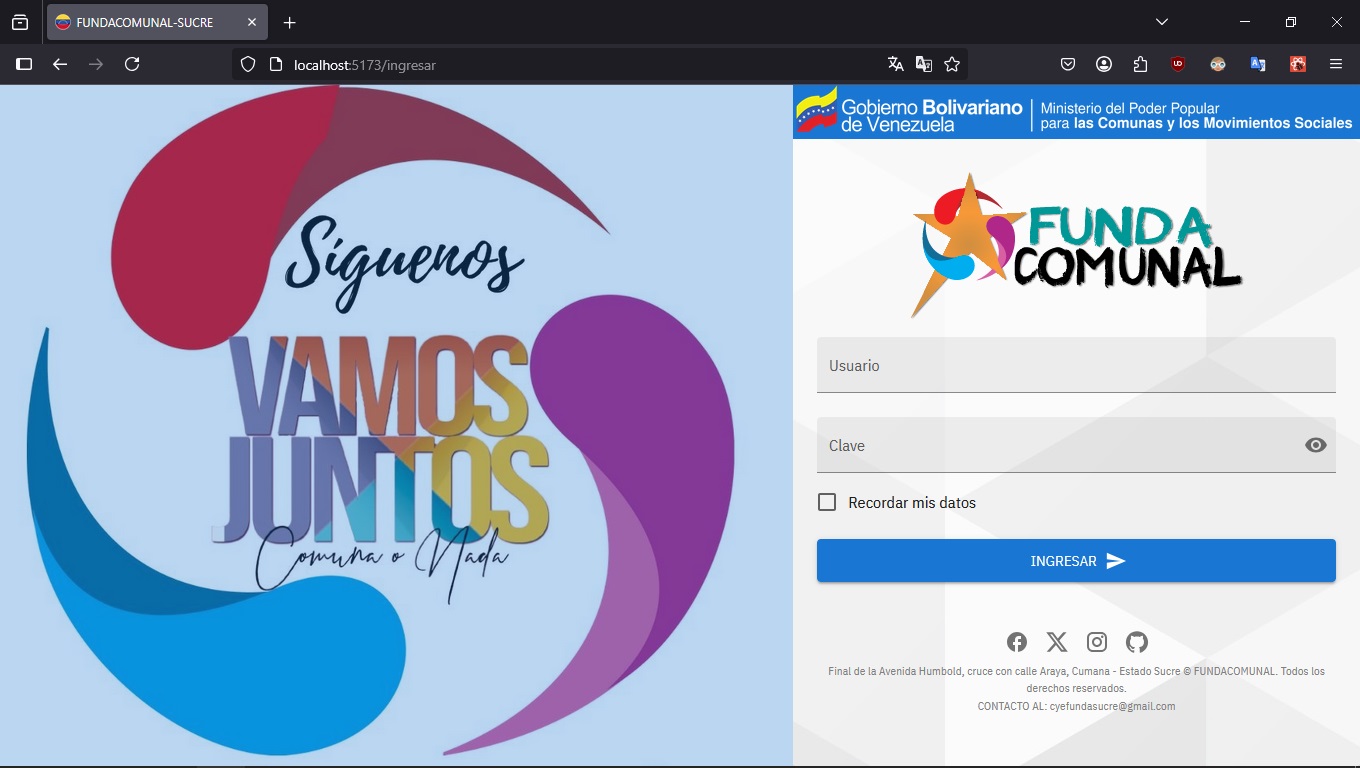 FUNDACOMUNAL-SUCRE
localhost:5173/ingresar
Síguenos
VAMOS
JUNTOS
Comuna o Nada
Gobierno Bolivariano
de Venezuela
Ministerio del Poder Popular
para las Comunas y los Movimientos Sociales
FUNDA
COMUNAL
Usuario
Clave
Recordar mis datos
INGRESAR
Final de la Avenida Humbold, cruce con calle Araya, Cumana - Estado Sucre © FUNDACOMUNAL. Todos los
derechos reservados.
CONTACTO AL: cyefundasucre@gmail.com